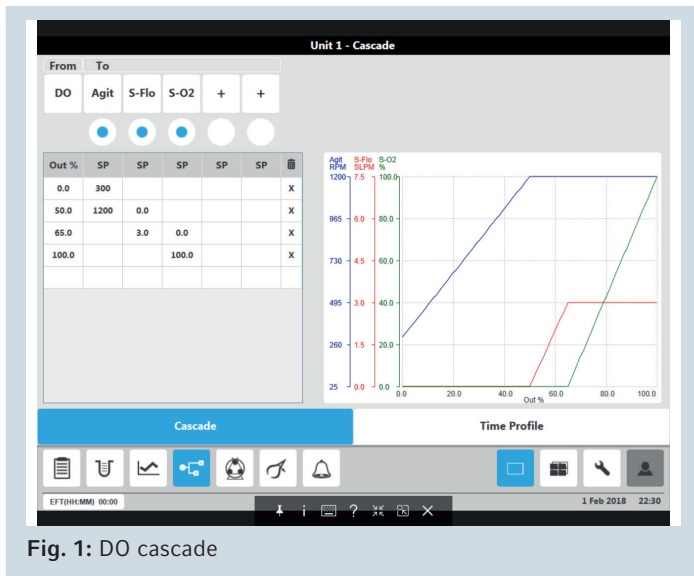 Unit 1 - Cascade
From To
DO Agit S-Flo S-O2 + +
Out % SP SP SP SP SP
0.0 300 X
50.0 1200 0.0 X
65.0 3.0 0.0 X
100.0 100.0 X
Agit S-Flo S-O2
RPM SLPM %
1200 7.5 100.0
965 6.0 80.0
730 4.5 60.0
495 3.0 40.0
260 1.5 20.0
25 0.0 0.0
0.0 20.0 40.0 60.0 80.0 100.0
Out %
Cascade Time Profile
EFT(HH:MM) 00:00 i ? X 1 Feb 2018 22:30
Fig. 1: DO cascade